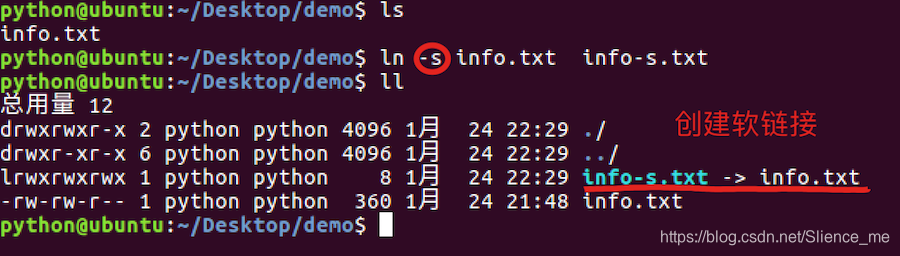 python@ubuntu:~/Desktop/demo$ ls
info.txt
python@ubuntu:~/Desktop/demo$ ln -s info.txt  info-s.txt
python@ubuntu:~/Desktop/demo$ ll
总用量 12
drwxrwxr-x 2 python python 4096 1月  24 22:29 ./
drwxr-xr-x 6 python python 4096 1月  24 22:29 ../
lrwxrwxrwx 1 python python    8 1月  24 22:29 info-s.txt -> info.txt
-rw-rw-r-- 1 python python  360 1月  24 21:48 info.txt
python@ubuntu:~/Desktop/demo$
创建软链接
https://blog.csdn.net/Slience_me